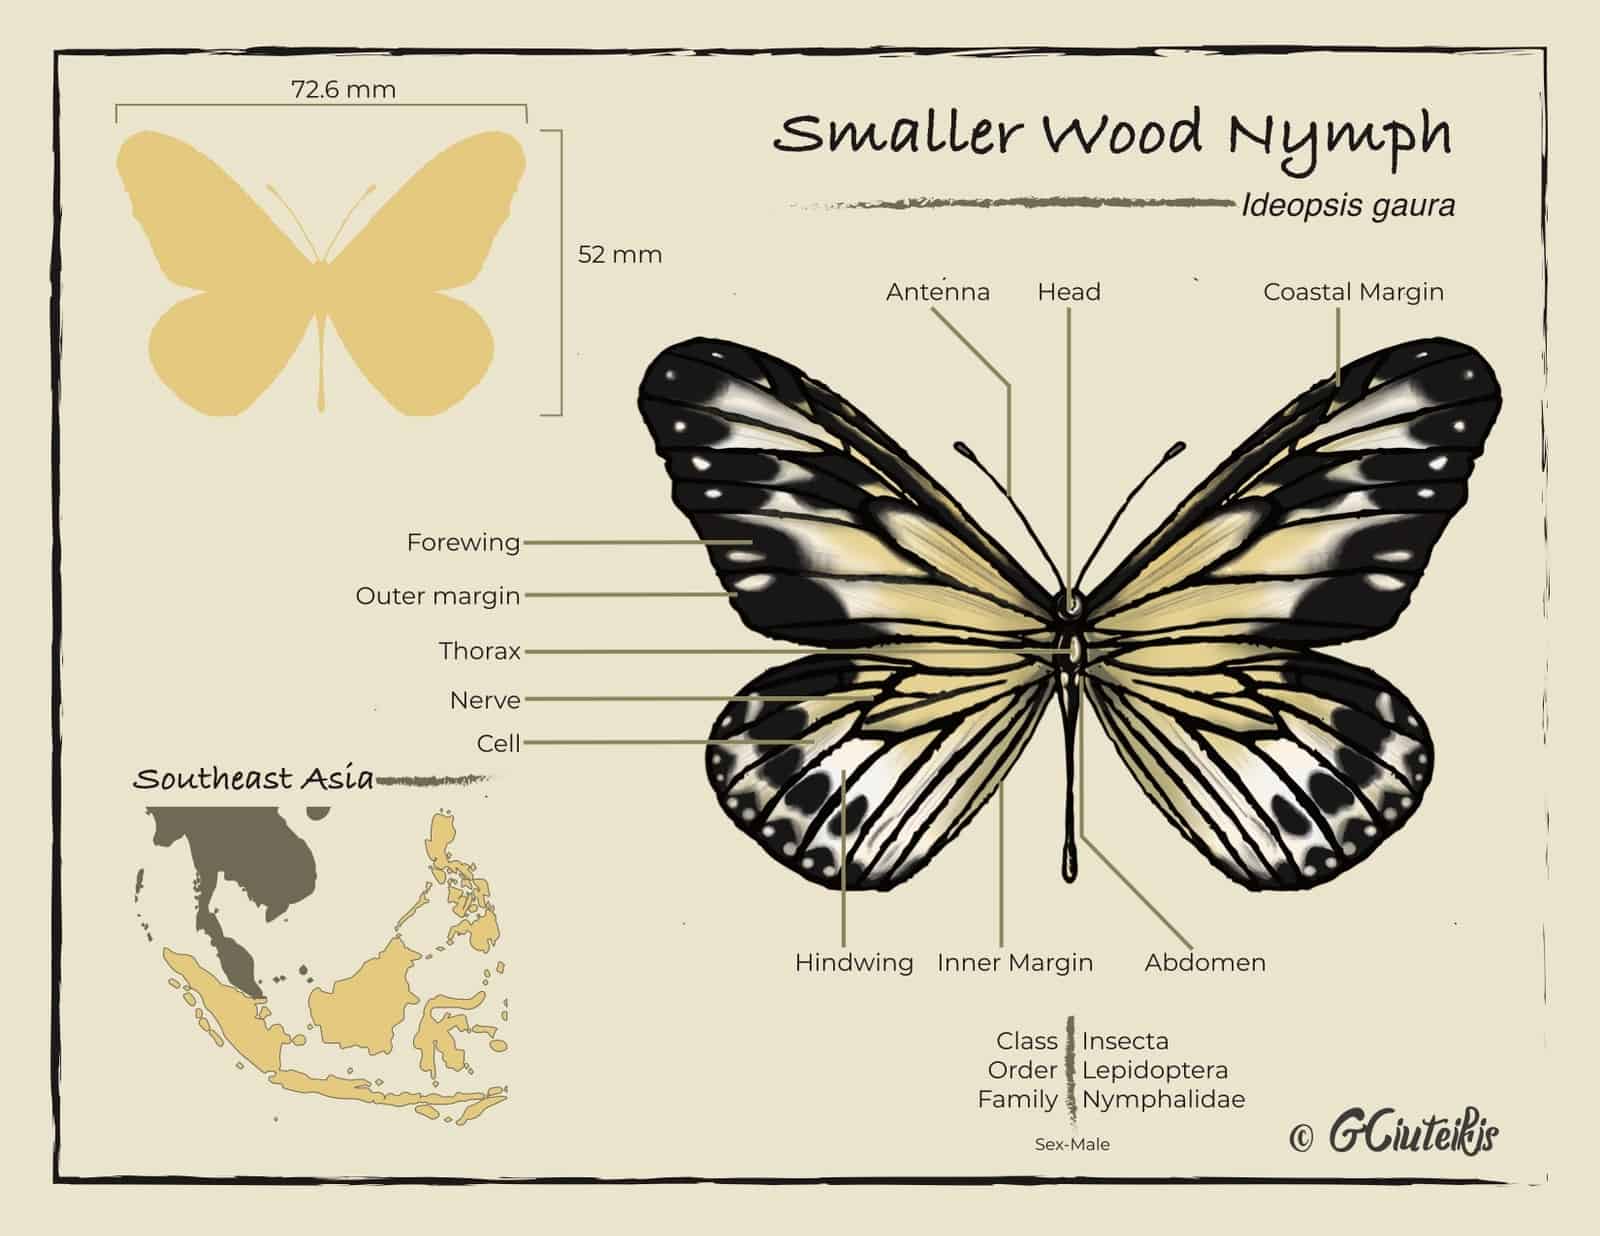 72.6 mm
52 mm
Smaller Wood Nymph
Ideopsis gaura
Antenna
Head
Coastal Margin
Forewing
Outer margin
Thorax
Nerve
Cell
Southeast Asia
Hindwing
Inner Margin
Abdomen
Class Insecta
Order Lepidoptera
Family Nymphalidae
Sex-Male
© GCiuteikis